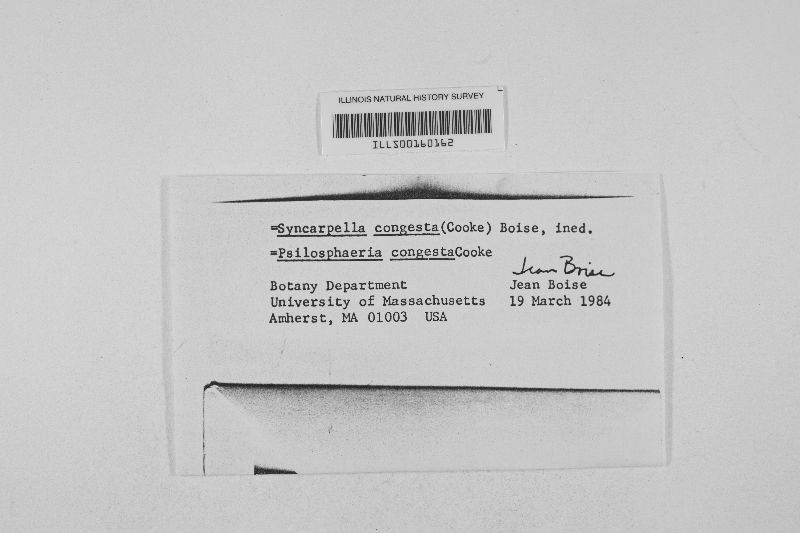 ILLINOIS NATURAL HISTORY SURVEY
ILLS00160162
=Syncarpella congesta(Cooke) Boise, ined.
=Psilosphaeria congestaCooke
Jean Boise
Botany Department Jean Boise
University of Massachusetts 19 March 1984
Amherst, MA 01003 USA